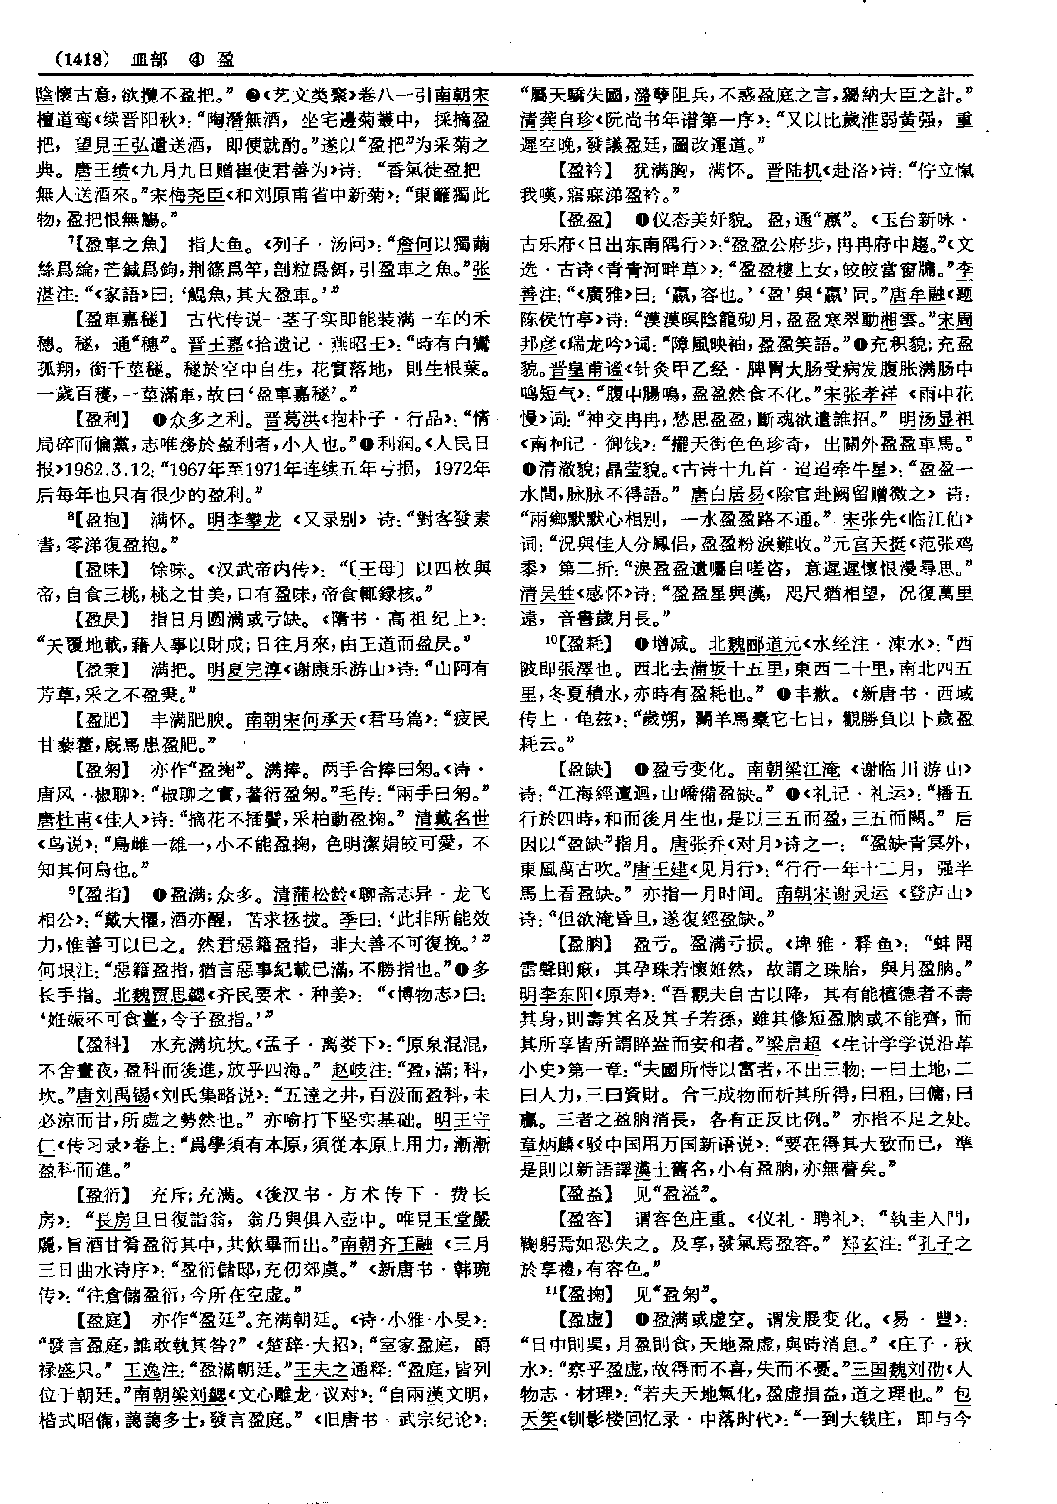 (1418) 皿部 ④ 盈
陰懷古意,欲攬不盈把。” ❷《艺文类聚》卷八一引南朝宋
檀道鸾《续晋阳秋》:“陶潛無酒, 坐宅邊菊叢中, 採摘盈
把, 望見王弘遣送酒, 即便就酌。”遂以“盈把”为采菊之
典。唐王缋《九月九日赠崔使君善为》诗: “香氣徒盈把
無人送酒來。”宋梅尧臣《和刘原甫省中新菊》:“東籬獨此
物,盈把恨無觴。”
7【盈車之魚】 指大鱼。《列子·汤问》:“詹何以獨繭
絲爲綸,芒鍼爲鉤,荆篠爲竿,剖粒爲餌,引盈車之魚。”张
湛注:“《家語》曰:‘鯤魚,其大盈車。’”
【盈車嘉穟】 古代传说一茎子实即能装满一车的禾
穗。穟,通“穗”。晋王嘉《拾遗记·燕昭王》:“時有白鸞
孤翔, 銜千莖穟。穟於空中自生, 花實落地, 則生根葉。
一歲百穫,一莖滿車,故曰‘盈車嘉穟’。”
【盈利】 ❶众多之利。晋葛洪《抱朴子·行品》:“情
局碎而偏黨,志唯務於盈利者,小人也。”❷利润。《人民日
报》1982.3.12:“1967年至1971年连续五年亏损, 1972年
后每年也只有很少的盈利。”
8【盈抱】 满怀。明李攀龙 《又录别》 诗:“對客發素
書,零涕復盈抱。”
【盈味】 馀味。《汉武帝内传》: “〔王母〕以四枚與
帝,自食三桃,桃之甘美,口有盈味,帝食輒録核。”
【盈昃】 指日月圆满或亏缺。《隋书·高祖纪上》:
“天覆地載,藉人事以財成;日往月來,由王道而盈昃。”
【盈秉】 满把。明夏完淳《谢康乐游山》诗:“山阿有
芳草,采之不盈秉。”
【盈肥】 丰满肥腴。南朝宋何承天《君马篇》:“疲民
甘藜藿,廐馬患盈肥。”
【盈匊】 亦作“盈掬”。满捧。两手合捧曰匊。《诗·
唐风·椒聊》:“椒聊之實,蕃衍盈匊。”毛传:“兩手曰匊。”
唐杜甫《佳人》诗:“摘花不插鬢,采柏動盈掬。”清戴名世
《鸟说》:“鳥雌一雄一,小不能盈掬,色明潔娟皎可愛,不
知其何鳥也。”
9【盈指】 ❶盈满;众多。清蒲松龄《聊斋志异·龙飞
相公》:“戴大懼,酒亦醒, 苦求拯拔。季曰:‘此非所能效
力,惟善可以已之。然君惡籍盈指, 非大善不可復挽。’”
何垠注:“惡籍盈指,猶言惡事紀載已滿,不勝指也。”❷多
长手指。北魏贾思勰《齐民要术·种姜》: “《博物志》曰:
‘姙娠不可食薑,令子盈指。’”
【盈科】 水充满坑坎。《孟子·离娄下》:“原泉混混,
不舍晝夜,盈科而後進,放乎四海。” 赵岐注:“盈,滿;科,
坎。”唐刘禹锡《刘氏集略说》:“五達之井,百汲而盈科,未
必涼而甘,所處之勢然也。” 亦喻打下坚实基础。明王守
仁《传习录》卷上:“爲學須有本原,須從本原上用力,漸漸
盈科而進。”
【盈衍】 充斥;充满。《後汉书·方术传下·费长
房》: “長房旦日復詣翁, 翁乃與俱入壺中。唯見玉堂嚴
麗,旨酒甘肴盈衍其中,共飲畢而出。”南朝齐王融 《三月
三日曲水诗序》:“盈衍儲邸,充仞郊虞。”《新唐书·韩琬
传》:“往倉儲盈衍,今所在空虛。”
【盈庭】 亦作“盈廷”。充满朝廷。《诗·小雅·小旻》:
“發言盈庭,誰敢執其咎?”《楚辞·大招》:“室家盈庭, 爵
禄盛只。” 王逸注:“盈滿朝廷。”王夫之通释:“盈庭,皆列
位于朝廷。”南朝梁刘勰《文心雕龙·议对》:“自兩漢文明,
楷式昭備,藹藹多士,發言盈庭。”《旧唐书·武宗纪论》:
“屬天驕失國,潞孽阻兵,不惑盈庭之言,獨納大臣之計。”
清龚自珍《阮尚书年谱第一序》:“又以比歲淮弱黄强, 重
遲空晚,發議盈廷,圖改運道。”
【盈衿】 犹满胸, 满怀。晋陆机《赴洛》诗:“佇立慨
我嘆,寤寐涕盈衿。”
【盈盈】 ❶仪态美好貌。盈,通“嬴”。《玉台新咏·
古乐府〈日出东南隅行〉》:“盈盈公府步,冉冉府中趨。”《文
选·古诗〈青青河畔草〉》:“盈盈樓上女,皎皎當窗牖。”李
善注:“《廣雅》曰:‘嬴,容也。’‘盈’與‘嬴’同。”唐牟融《题
陈侯竹亭》诗:“漠漠暝陰籠砌月,盈盈寒翠動湘雲。”宋周
邦彦《瑞龙吟》词:“障風映袖,盈盈笑語。”❷充积貌;充盈
貌。晋皇甫谧《针灸甲乙经·脾胃大肠受病发腹胀满肠中
鸣短气》:“腹中腸鳴,盈盈然食不化。”宋张孝祥 《雨中花
慢》词:“神交冉冉,愁思盈盈,斷魂欲遣誰招。” 明汤显祖
《南柯记·御饯》:“擺天街色色珍奇, 出關外盈盈車馬。”
❸清澈貌;晶莹貌。《古诗十九首·迢迢牵牛星》:“盈盈一
水間,脉脉不得語。” 唐白居易《除官赴阙留赠微之》诗:
“兩鄉默默心相别, 一水盈盈路不通。” 宋张先《临江仙》
词:“况與佳人分鳳侣,盈盈粉淚難收。”元宫天挺《范张鸡
黍》 第二折:“淚盈盈遺囑自嗟咨, 意遲遲懷恨漫尋思。”
清吴生《感怀》诗:“盈盈星與漢, 咫尺猶相望, 况復萬里
遠, 音書歲月長。”
10【盈耗】 ❶增减。北魏郦道元《水经注·涑水》:“西
陂即張澤也。西北去蒲坂十五里,東西二十里,南北四五
里,冬夏積水,亦時有盈耗也。” ❷丰歉。《新唐书·西域
传上·龟兹》:“歲朔, 鬭羊馬橐它七日, 觀勝負以卜歲盈
耗云。”
【盈缺】 ❶盈亏变化。南朝梁江淹 《谢临川游山》
诗:“江海經邅迴,山嶠備盈缺。” ❷《礼记·礼运》:“播五
行於四時,和而後月生也,是以三五而盈,三五而闕。” 后
因以“盈缺”指月。唐张乔《对月》诗之一: “盈缺青冥外,
東風萬古吹。”唐王建《见月行》:“行行一年十二月, 强半
馬上看盈缺。” 亦指一月时间。南朝宋谢灵运 《登庐山》
诗:“但欲淹昏旦,遂復經盈缺。”
【盈朒】 盈亏。盈满亏损。《埤雅·释鱼》: “蚌聞
雷聲則瘷, 其孕珠若懷姙然, 故謂之珠胎, 與月盈朒。”
明李东阳《原寿》:“吾觀夫自古以降, 其有能植德者不壽
其身,則壽其名及其子若孫, 雖其修短盈朒或不能齊, 而
其所享皆所謂睟盎而安和者。”梁启超 《生计学学说沿革
小史》第一章:“夫國所恃以富者,不出三物:一曰土地,二
曰人力,三曰資財。合三成物而析其所得,曰租,曰傭,曰
贏。三者之盈朒消長, 各有正反比例。” 亦指不足之处。
章炳麟《驳中国用万国新语说》:“要在得其大致而已, 準
是則以新語譯漢土舊名,小有盈朒,亦無眚矣。”
【盈益】 见“盈溢”。
【盈容】 谓容色庄重。《仪礼·聘礼》: “執圭入門,
鞠躬焉如恐失之。及享,發氣焉盈容。” 郑玄注:“孔子之
於享禮,有容色。”
11【盈掬】 见“盈匊”。
【盈虚】 ❶盈满或虚空。谓发展变化。《易·豐》:
“日中則昃,月盈則食,天地盈虛,與時消息。”《庄子·秋
水》:“察乎盈虛,故得而不喜,失而不憂。”三国魏刘劭《人
物志·材理》:“若夫天地氣化,盈虛損益,道之理也。” 包
天笑《钏影楼回忆录·中落时代》:“一到大钱庄, 即与今